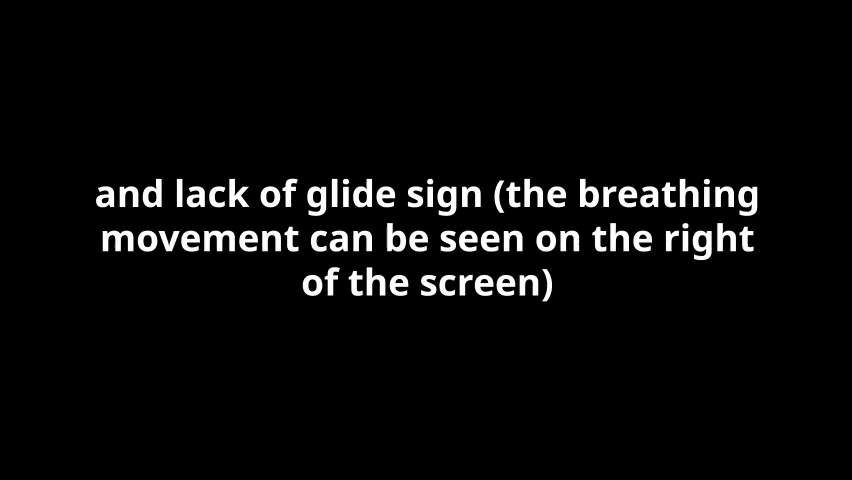 and lack of glide sign (the breathing
movement can be seen on the right
of the screen)